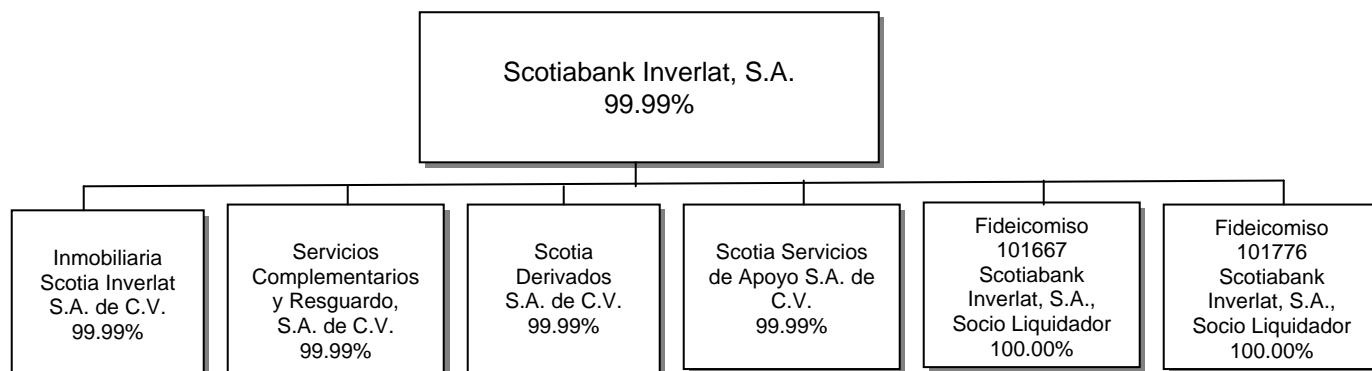 Scotiabank Inverlat, S.A.
99.99%
Inmobiliaria
Scotia Inverlat
S.A. de C.V.
99.99%
Servicios
Complementarios
y Resguardo,
S.A. de C.V.
99.99%
Scotia
Derivados
S.A. de C.V.
99.99%
Scotia Servicios
de Apoyo S.A. de
C.V.
99.99%
Fideicomiso
101667
Scotiabank
Inverlat, S.A.,
Socio Liquidador
100.00%
Fideicomiso
101776
Scotiabank
Inverlat, S.A.,
Socio Liquidador
100.00%